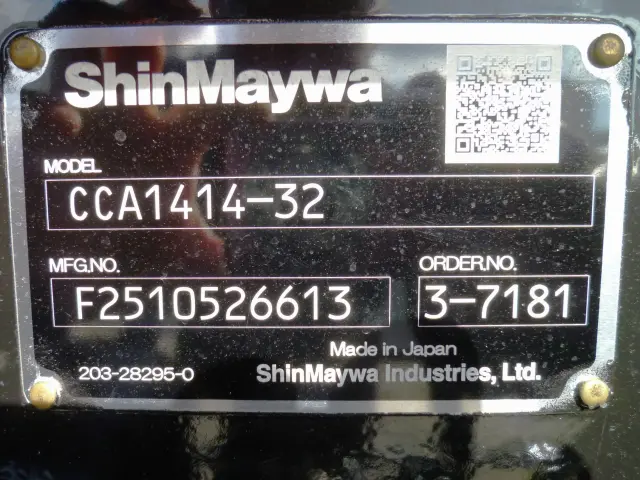 ShinMaywa
MODEL
CCA1414-32
MFG.NO.
ORDER.NO.
F2510526613
3-7181
Made in Japan
203-28295-0
ShinMaywa Industries, Ltd.